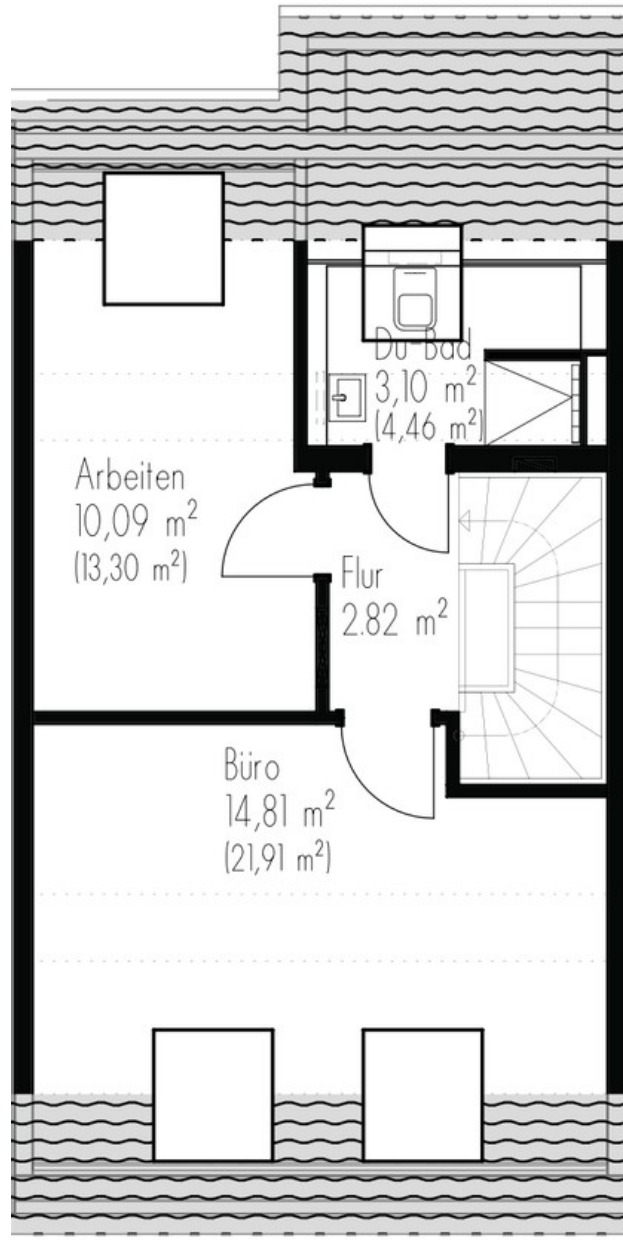 Du-Bad
3,10 m²
(4,46 m²)
Arbeiten
10,09 m²
(13,30 m²)
Flur
2.82 m²
Büro
14,81 m²
(21,91 m²)